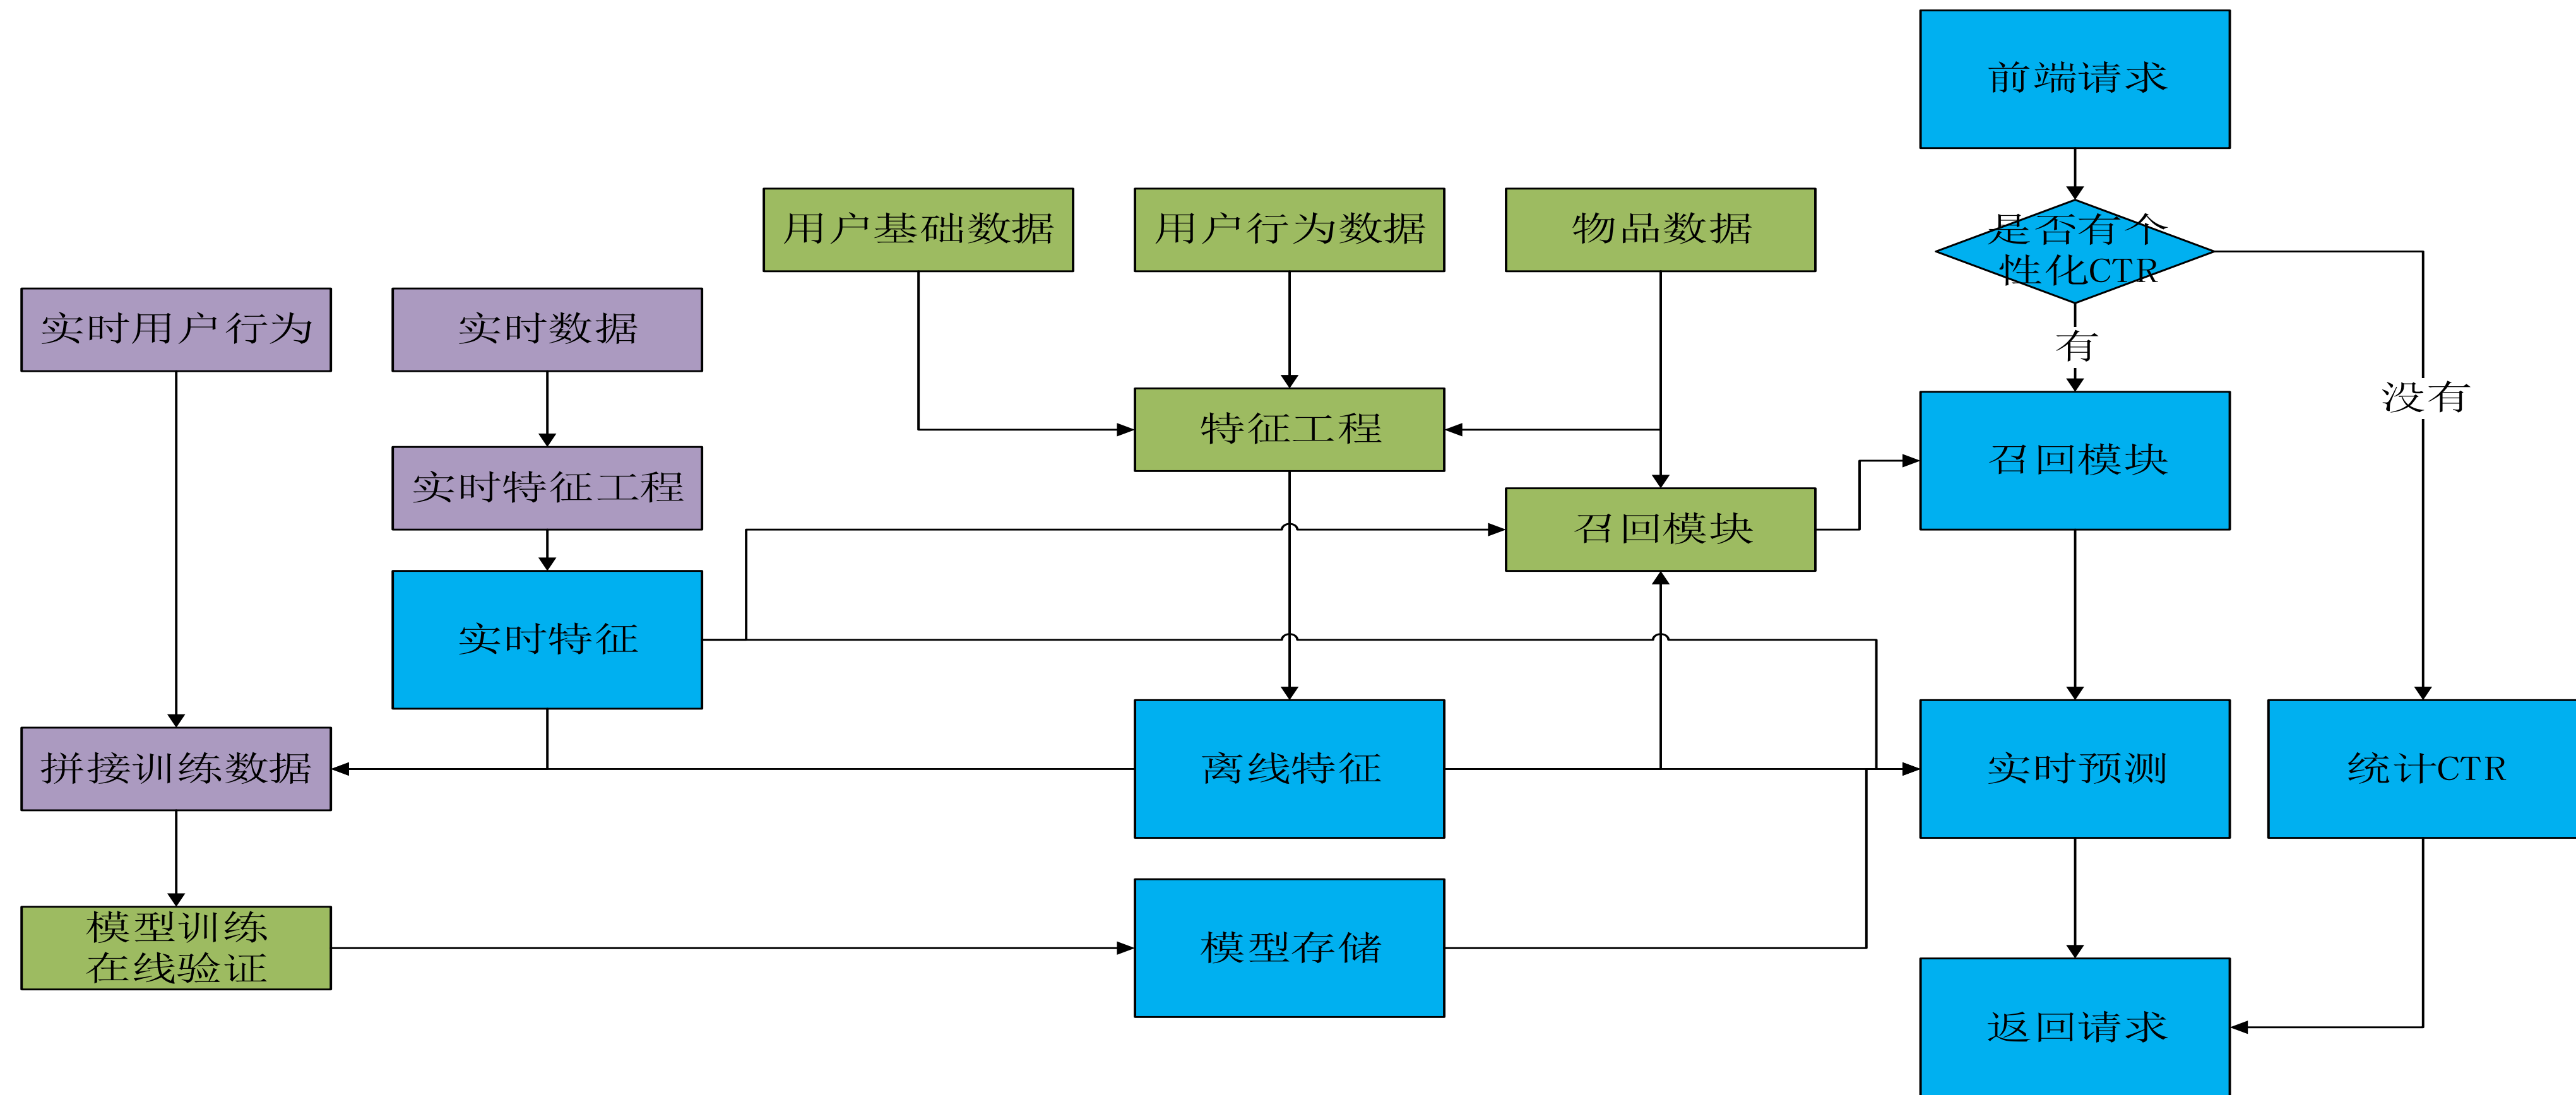 前端请求
用户基础数据
用户行为数据
物品数据
是否有个
性化CTR
实时用户行为
实时数据
有
没有
特征工程
召回模块
实时特征工程
召回模块
实时特征
拼接训练数据
离线特征
实时预测
统计CTR
模型训练
在线验证
模型存储
返回请求